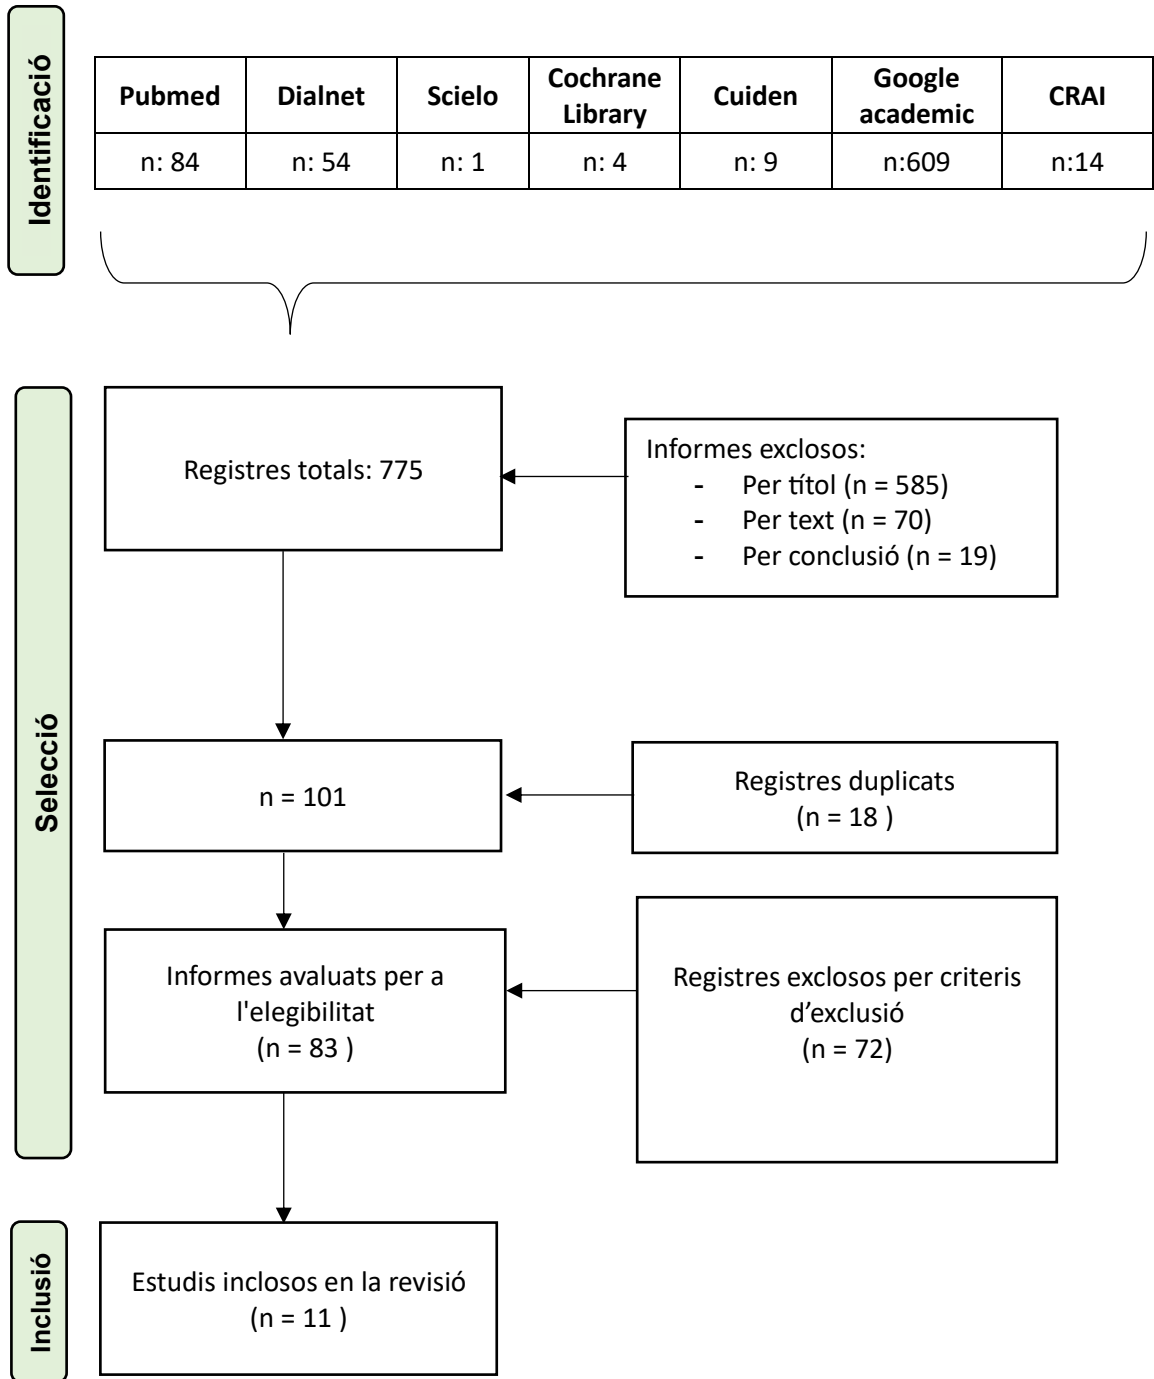 Identificació
Pubmed
Dialnet
Scielo
Cochrane
Library
Cuiden
Google
academic
CRAI
n: 84
n: 54
n: 1
n: 4
n: 9
n:609
n:14
Selecció
Registres totals: 775
Informes exclosos:
- Per títol (n = 585)
- Per text (n = 70)
- Per conclusió (n = 19)
n = 101
Registres duplicats
(n = 18 )
Informes avaluats per a
l'elegibilitat
(n = 83 )
Registres exclosos per criteris
d’exclusió
(n = 72)
Inclusió
Estudis inclosos en la revisió
(n = 11 )